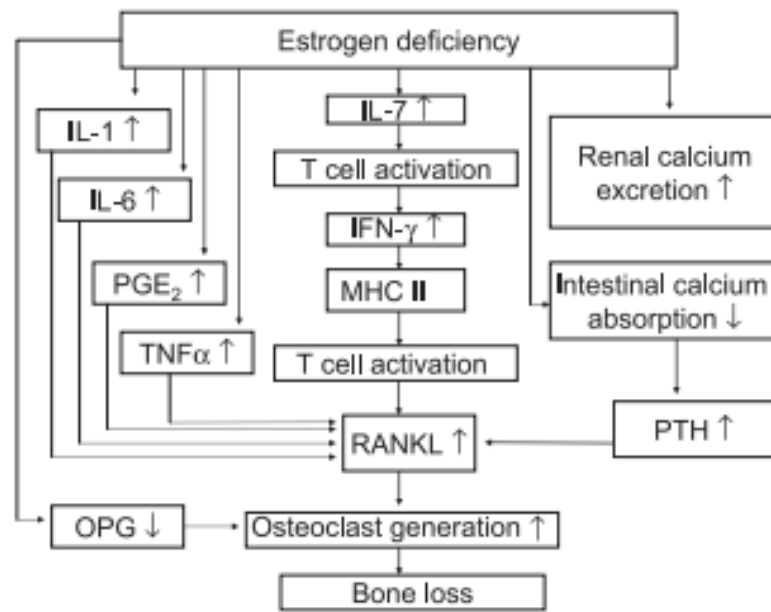 Estrogen deficiency
IL-1 ↑
IL-7 ↑
T cell activation
Renal calcium
excretion ↑
IL-6 ↑
IFN-γ ↑
PGE₂ ↑
MHC II
Intestinal calcium
absorption ↓
TNFα ↑
T cell activation
RANKL ↑
PTH ↑
OPG ↓
Osteoclast generation ↑
Bone loss